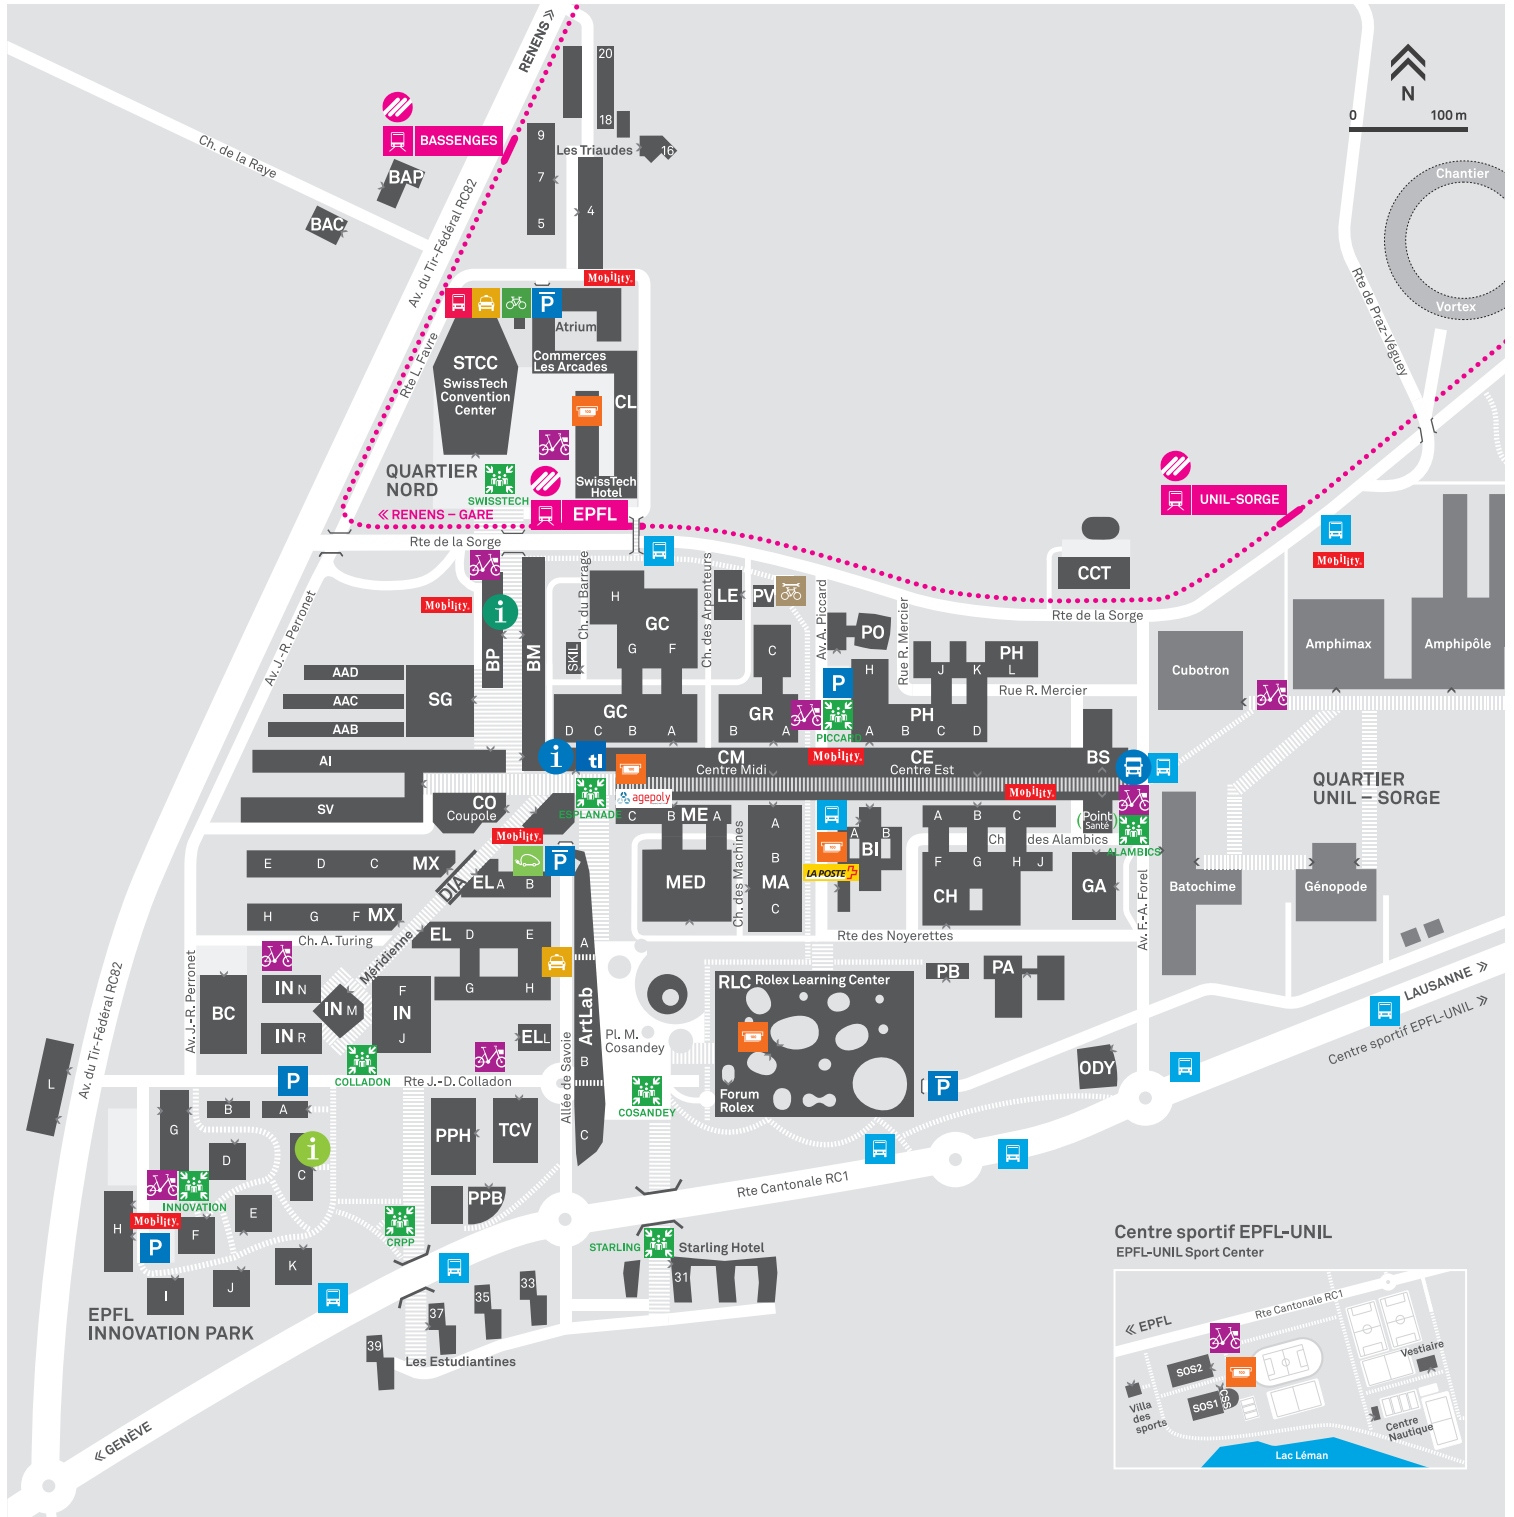 RENENS
20
18
9
7
5
4
16
Les Triaudes
BASSENGES
BAP
BAC
Ch. de la Raye
Av. du Tir-Fédéral RC82
N
0 100 m
Chantier
Vortex
Rte de Praz-Véguey
Mobility
P
Atrium
Commerces
Les Arcades
STCC
SwissTech
Convention
Center
CL
Rte L. Favre
QUARTIER
NORD
SWISSTECH
SwissTech
Hotel
EPFL
RENENS – GARE
Rte de la Sorge
UNIL-SORGE
Mobility
CCT
Rte de la Sorge
Amphimax
Amphipôle
Cubotron
Av. J.-R. Perronet
Mobility
i
BP
BM
SKIL
Ch. du Barrage
H
GC
G F
Ch. des Arpenteurs
LE
PV
C
Av. A. Piccard
PO
Rue R. Mercier
PH
H J K L
Rue R. Mercier
P
PICCARD
AAD
AAC
AAB
SG
AI
SV
GC
D C B A
GR
B A
PH
A B C D
i
tl
CM
Centre Midi
Mobility
CE
Centre Est
BS
Mobility
agepoly
ESPLANADE
CO
Coupole
Mobility
P
QUARTIER
UNIL – SORGE
C B ME A
A
B
MA
C
MED
Ch. des Machines
A B
BI
LA POSTE
A B C
Ch. des Alambics
F G H J
CH
Point
Santé
ALAMBICS
GA
Av. F.-A. Forel
Batochime
Génopode
E D C MX
DIA
EL A B
H G F MX
Ch. A. Turing
EL D E
G H
Méridienne
Rte des Noyerettes
BC
IN N
IN M
IN R
F
IN
J
EL L
A
ArtLab
B
C
Allée de Savoie
Pl. M.
Cosandey
RLC Rolex Learning Center
Forum
Rolex
PB
PA
ODY
P
LAUSANNE
Centre sportif EPFL-UNIL
Av. J.-R. Perronet
Av. du Tir-Fédéral RC82
L
COLLADON
Rte J.-D. Colladon
P
COSANDEY
B A
G
D
i
C
INNOVATION
E
H
F
Mobility
P
K
J
I
PPH
TCV
PPB
CRPP
Rte Cantonale RC1
STARLING
Starling Hotel
31
33
35
37
39
Les Estudiantines
EPFL
INNOVATION PARK
GENÈVE
Centre sportif EPFL-UNIL
EPFL-UNIL Sport Center
EPFL
Rte Cantonale RC1
SOS2
SOS1
CSS
Villa
des
sports
Vestiaire
Centre
Nautique
Lac Léman